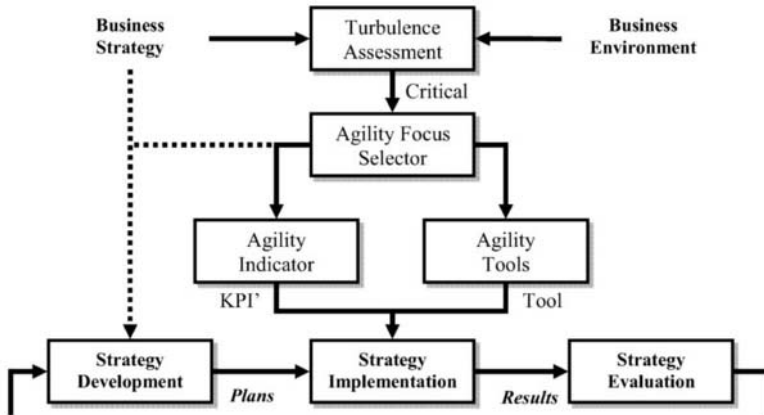 Business
Strategy
Turbulence
Assessment
Business
Environment
Critical
Agility Focus
Selector
Agility
Indicator
Agility
Tools
KPI’
Tool
Strategy
Development
Plans
Strategy
Implementation
Results
Strategy
Evaluation